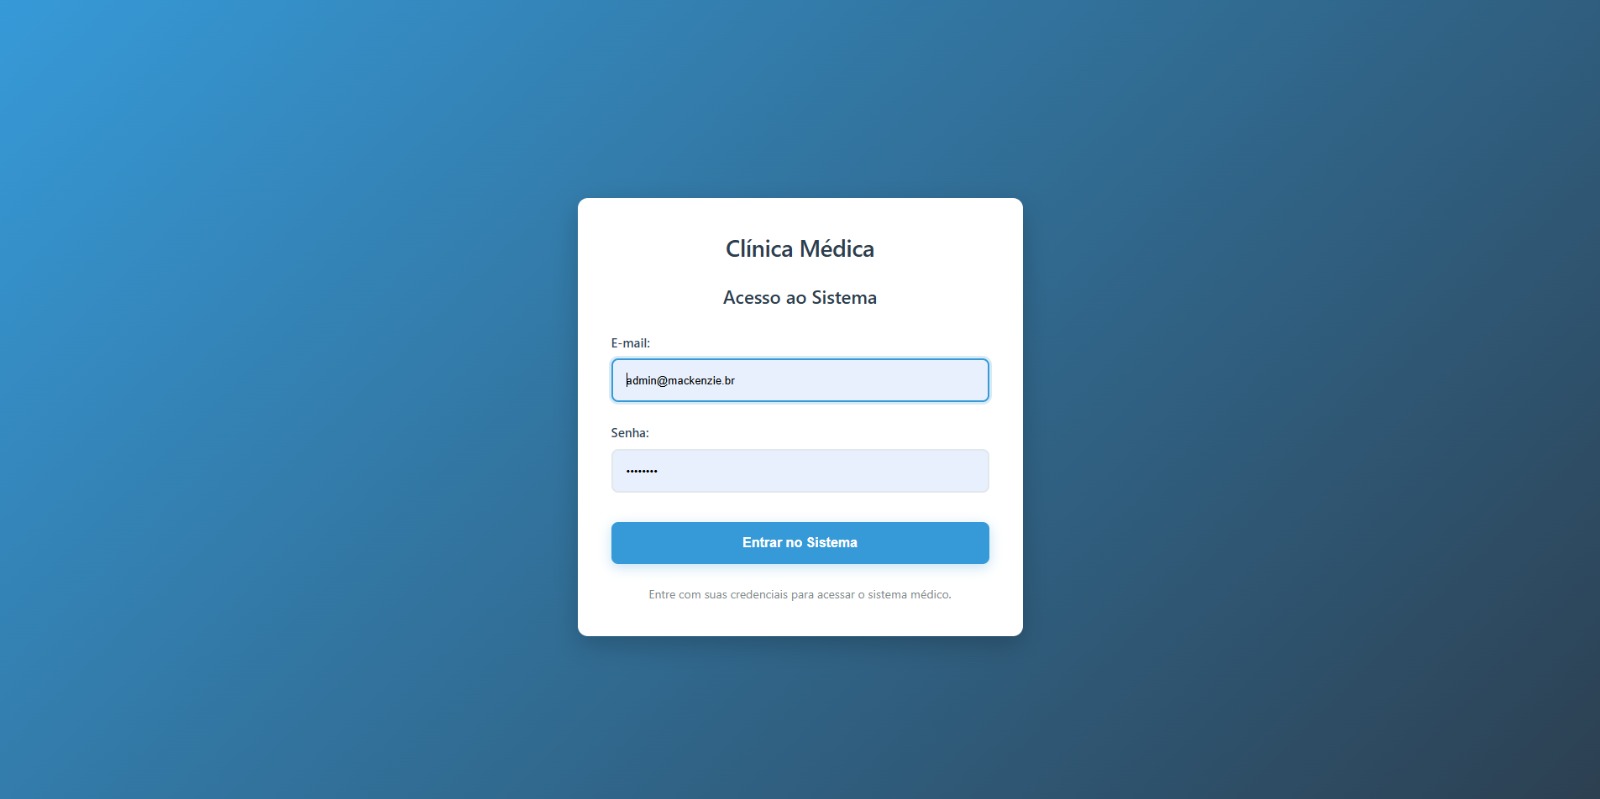 Clínica Médica
Acesso ao Sistema
E-mail:
admin@mackenzie.br
Senha:
••••••••
Entrar no Sistema
Entre com suas credenciais para acessar o sistema médico.